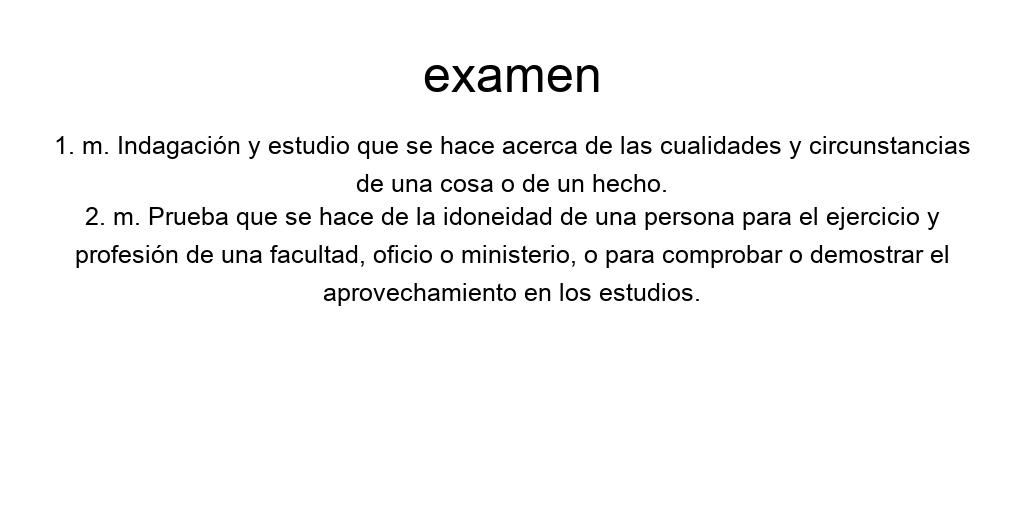 examen
1. m. Indagación y estudio que se hace acerca de las cualidades y circunstancias
de una cosa o de un hecho.
2. m. Prueba que se hace de la idoneidad de una persona para el ejercicio y
profesión de una facultad, oficio o ministerio, o para comprobar o demostrar el
aprovechamiento en los estudios.